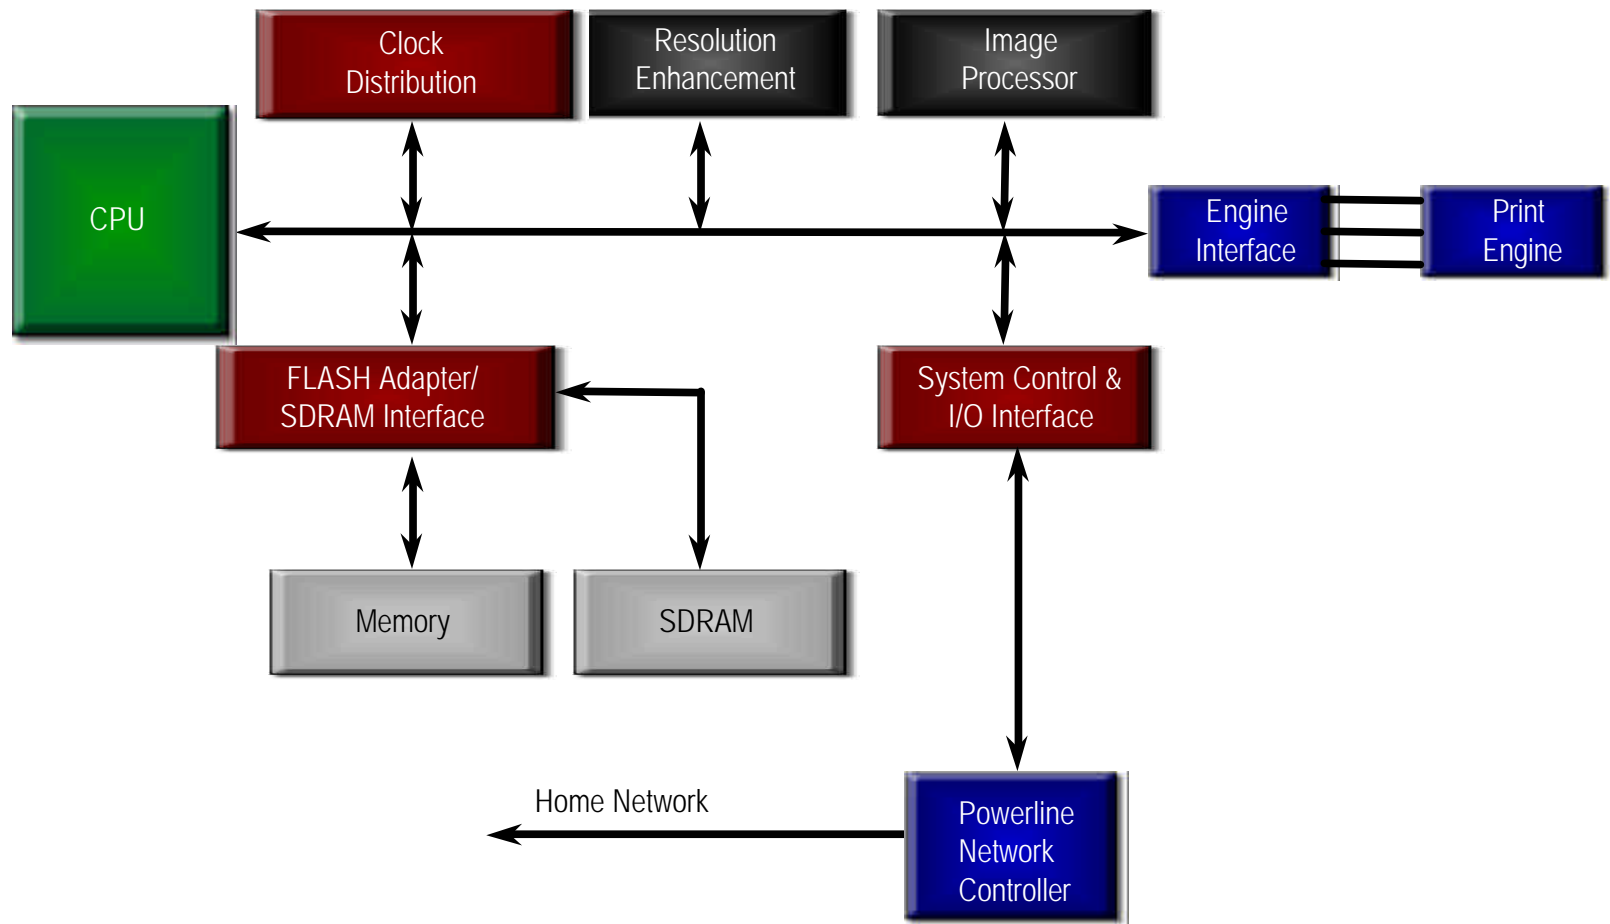 Clock
Distribution
Resolution
Enhancement
Image
Processor
CPU
Engine
Interface
Print
Engine
FLASH Adapter/
SDRAM Interface
System Control &
I/O Interface
Memory
SDRAM
Home Network
Powerline
Network
Controller